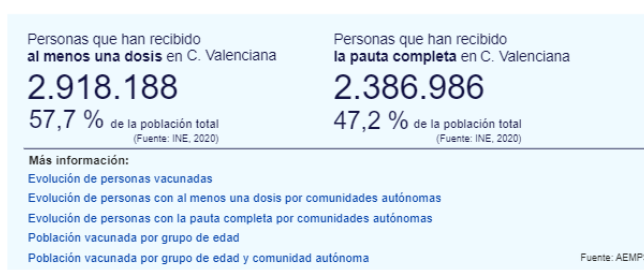 Personas que han recibido
al menos una dosis en C. Valenciana
2.918.188
57,7 % de la población total
(Fuente: INE, 2020)
Personas que han recibido
la pauta completa en C. Valenciana
2.386.986
47,2 % de la población total
(Fuente: INE, 2020)
Más información:
Evolución de personas vacunadas
Evolución de personas con al menos una dosis por comunidades autónomas
Evolución de personas con la pauta completa por comunidades autónomas
Población vacunada por grupo de edad
Población vacunada por grupo de edad y comunidad autónoma
Fuente: AEMP